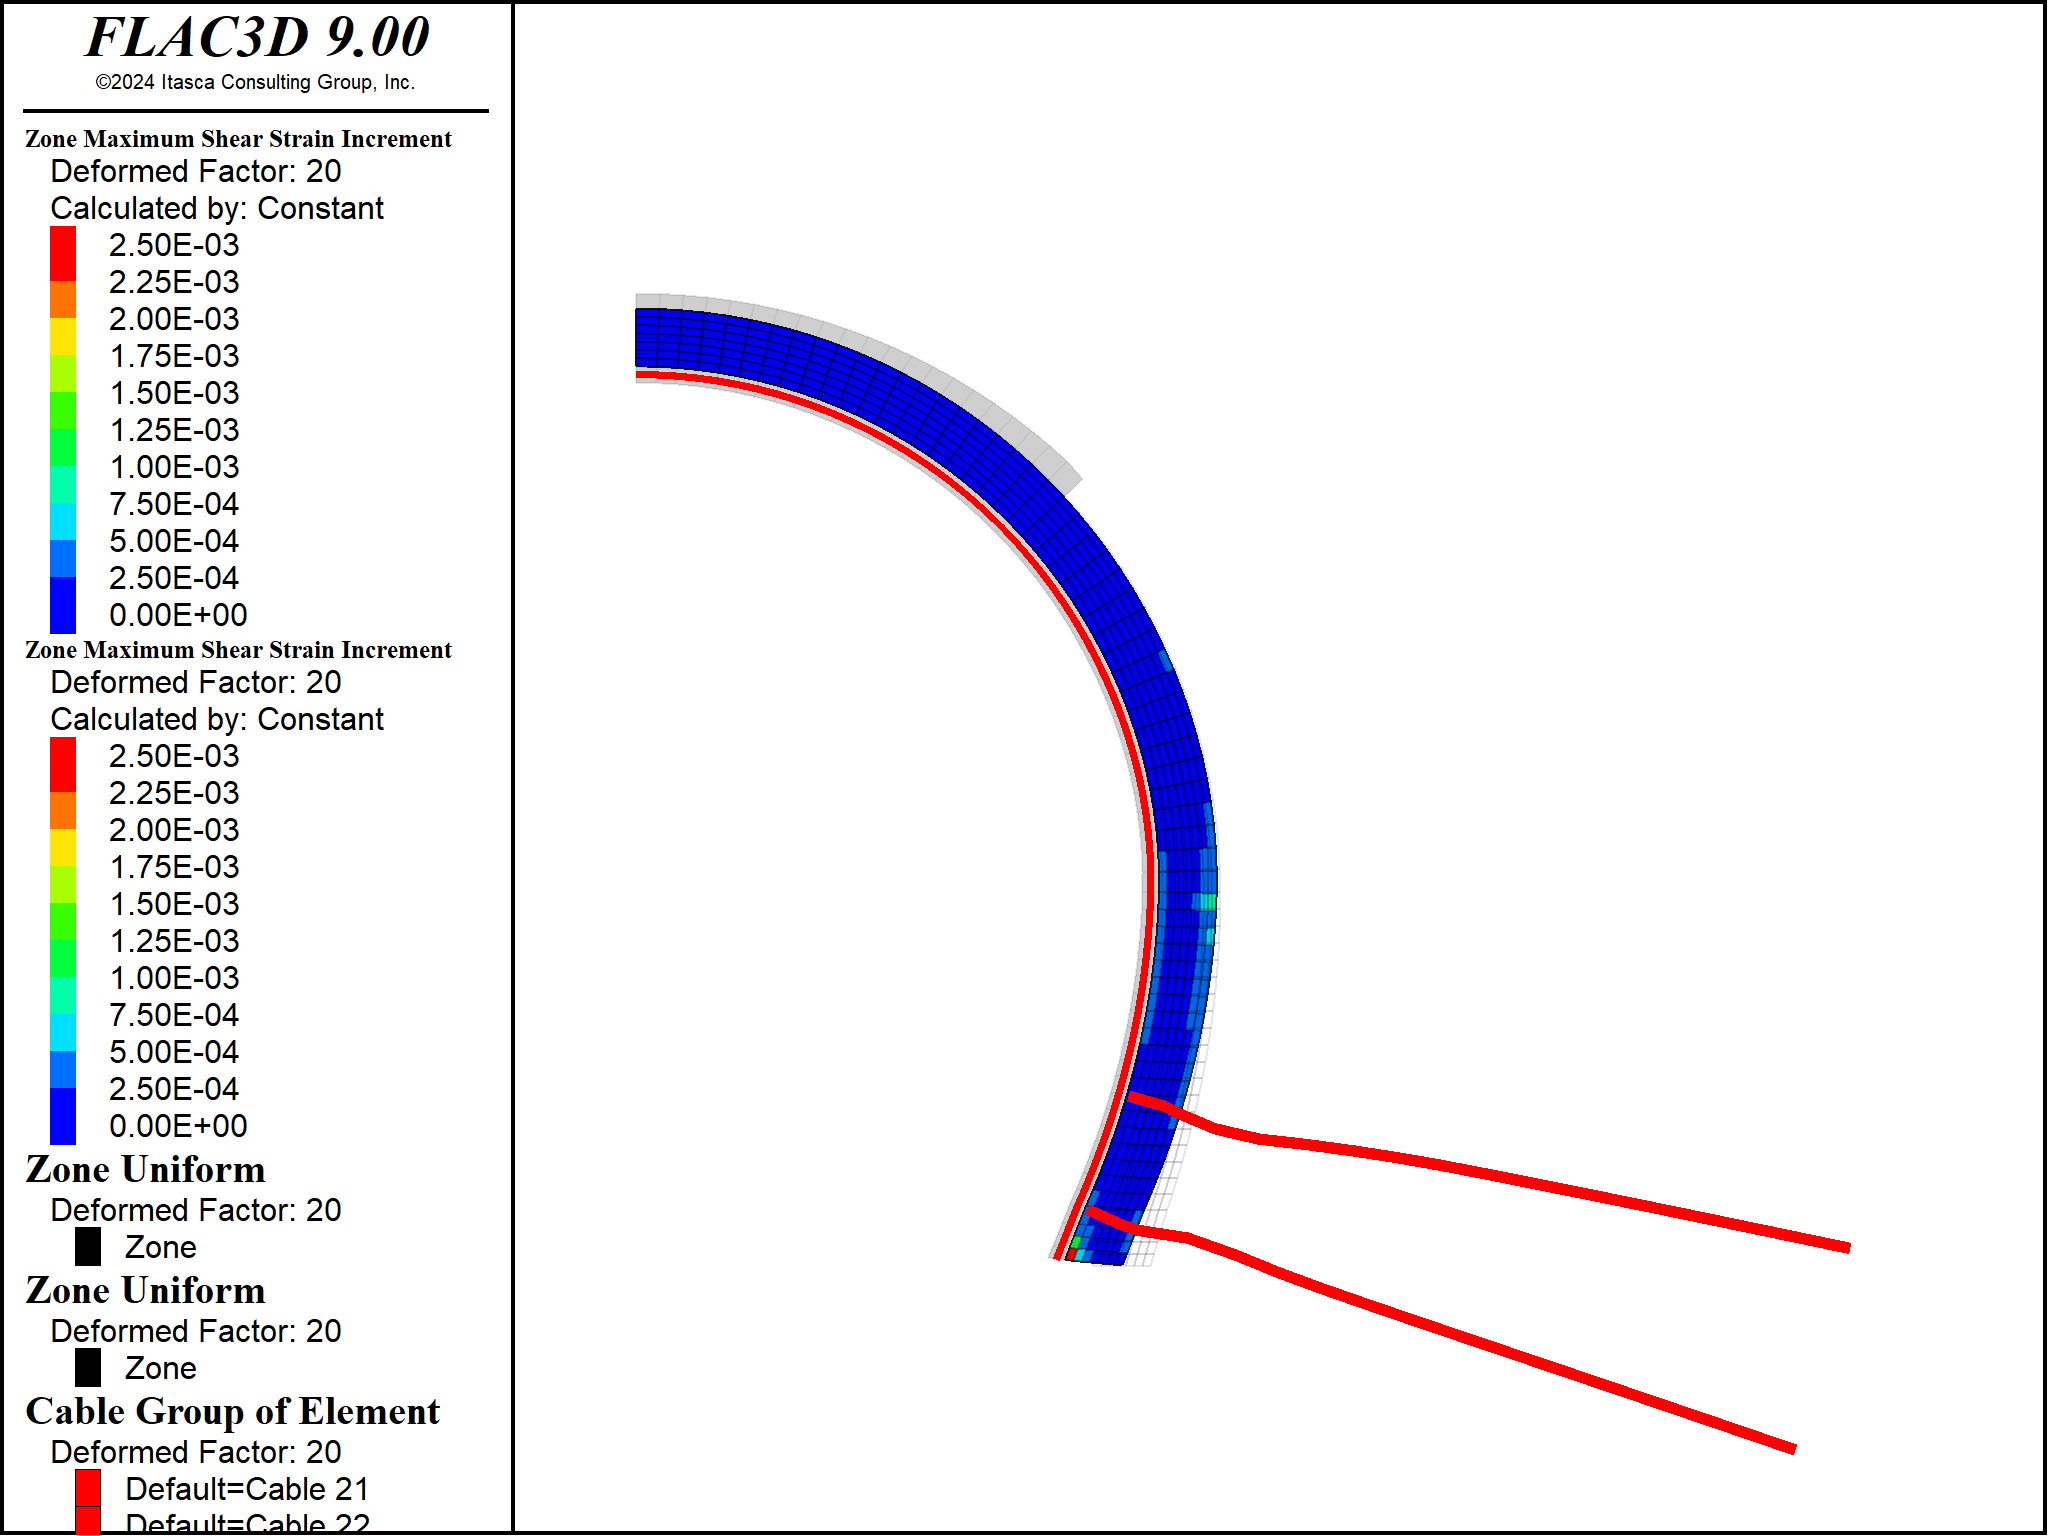 FLAC3D 9.00
©2024 Itasca Consulting Group, Inc.
Zone Maximum Shear Strain Increment
Deformed Factor: 20
Calculated by: Constant
2.50E-03
2.25E-03
2.00E-03
1.75E-03
1.50E-03
1.25E-03
1.00E-03
7.50E-04
5.00E-04
2.50E-04
0.00E+00
Zone Maximum Shear Strain Increment
Deformed Factor: 20
Calculated by: Constant
2.50E-03
2.25E-03
2.00E-03
1.75E-03
1.50E-03
1.25E-03
1.00E-03
7.50E-04
5.00E-04
2.50E-04
0.00E+00
Zone Uniform
Deformed Factor: 20
Zone
Zone Uniform
Deformed Factor: 20
Zone
Cable Group of Element
Deformed Factor: 20
Default=Cable 21
Default=Cable 22